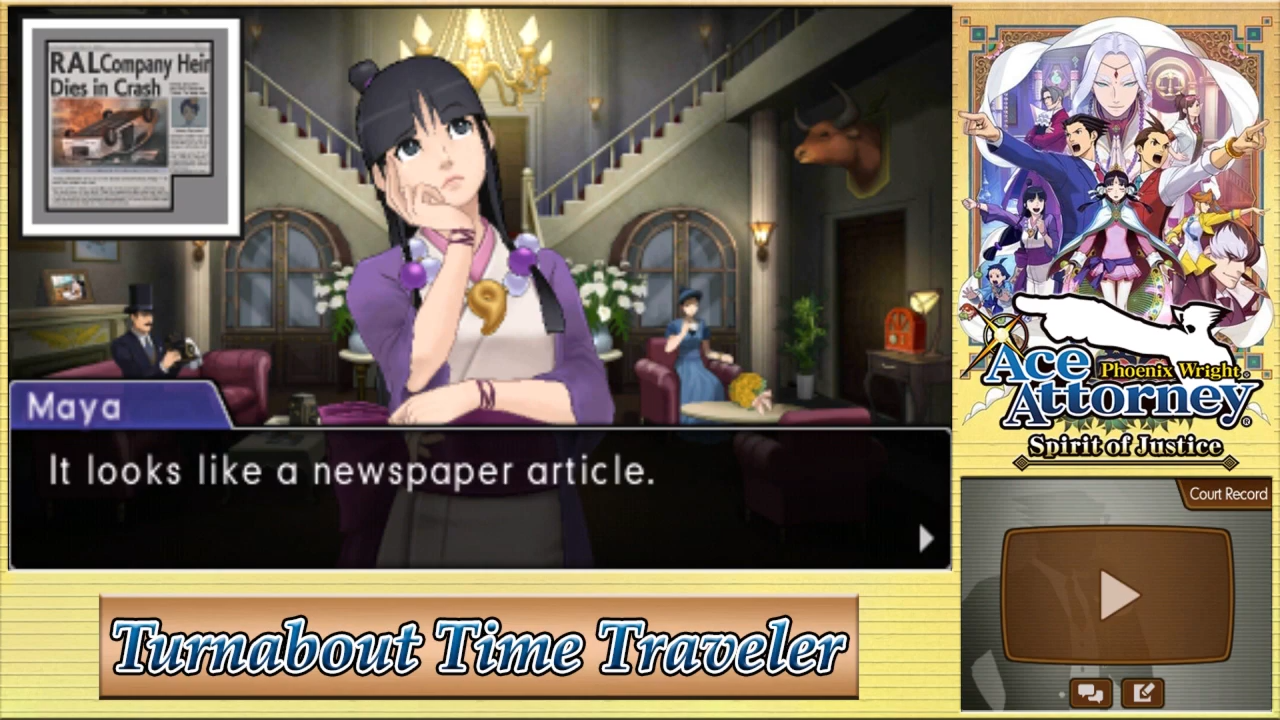 RAL Company Heir
Dies in Crash
Maya
It looks like a newspaper article.
Turnabout Time Traveler
Phoenix Wright
Ace
Attorney
Spirit of Justice
Court Record